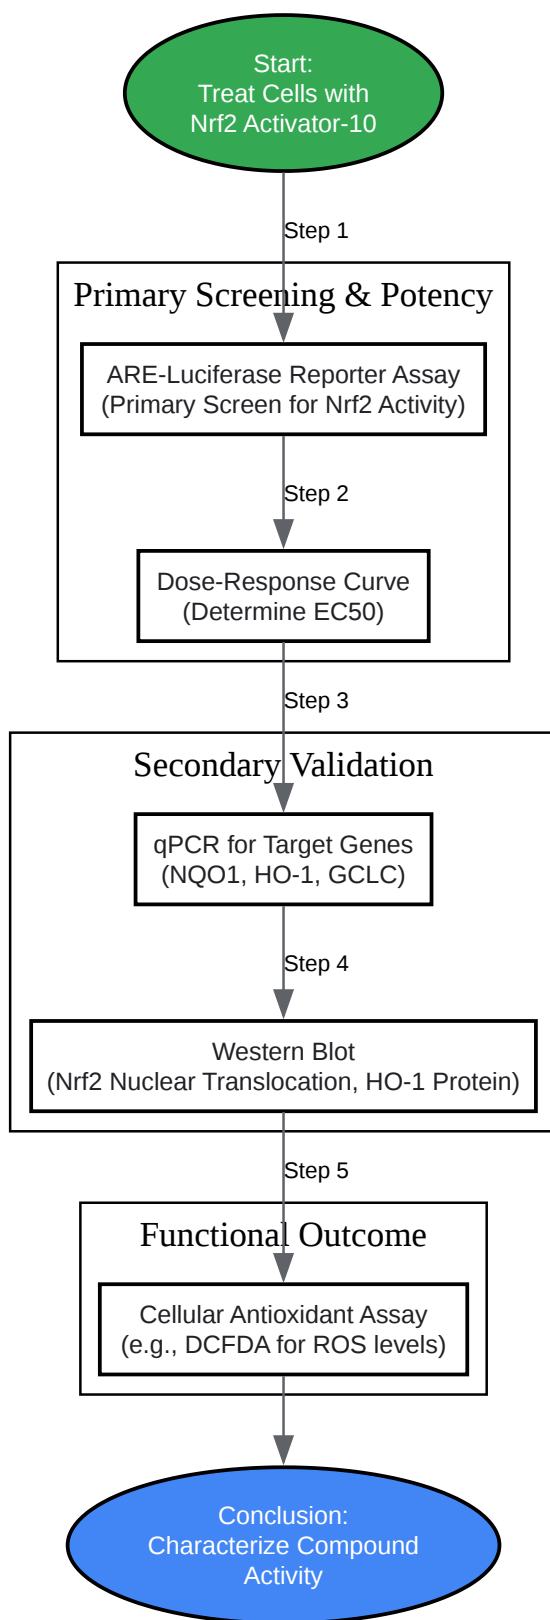 Start:
Treat Cells with
Nrf2 Activator-10
Step 1
Primary Screening & Potency
ARE-Luciferase Reporter Assay
(Primary Screen for Nrf2 Activity)
Step 2
Dose-Response Curve
(Determine EC50)
Step 3
Secondary Validation
qPCR for Target Genes
(NQO1, HO-1, GCLC)
Step 4
Western Blot
(Nrf2 Nuclear Translocation, HO-1 Protein)
Step 5
Functional Outcome
Cellular Antioxidant Assay
(e.g., DCFDA for ROS levels)
Conclusion:
Characterize Compound
Activity